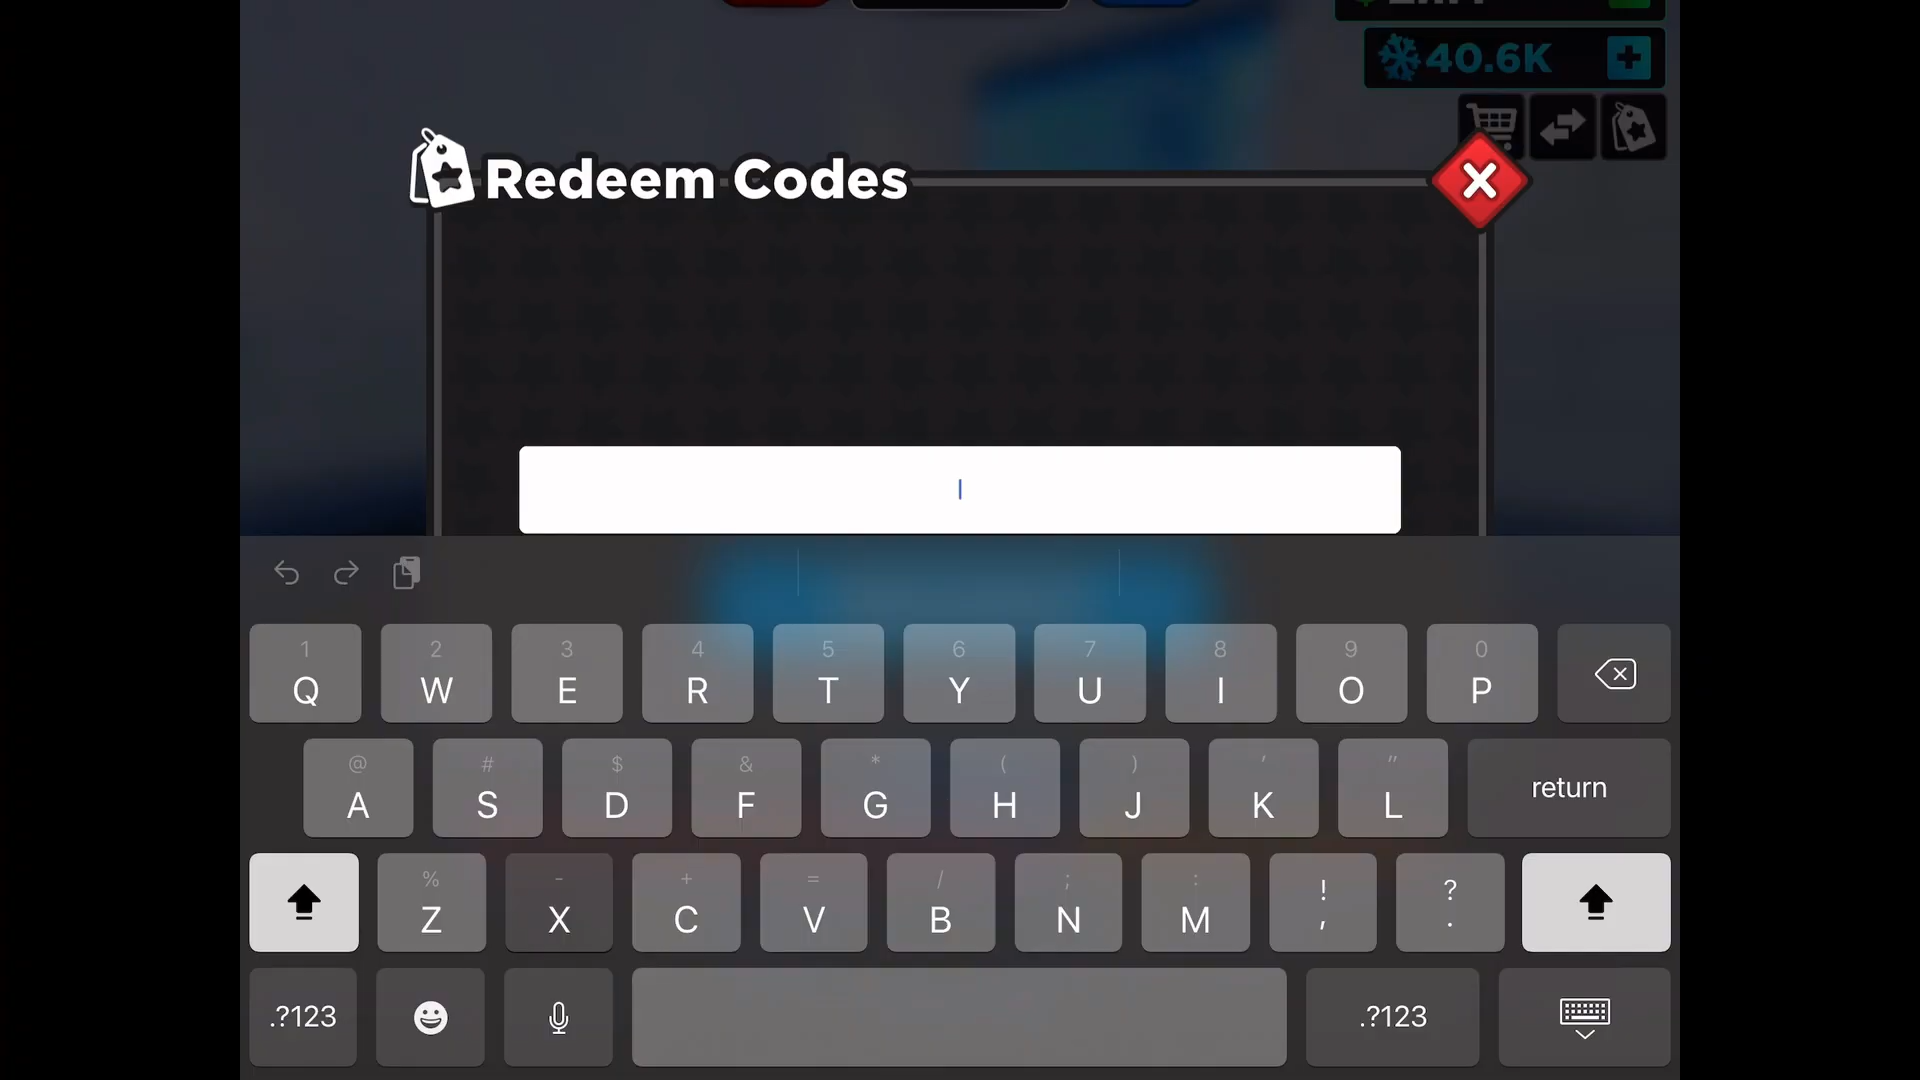 40.6K
Redeem Codes
1 2 3 4 5 6 7 8 9 0
Q W E R T Y U I O P
@ # $ & * ( ) ' "
A S D F G H J K L return
% - + = / ; : ! ?
Z X C V B N M , .
.?123 .?123